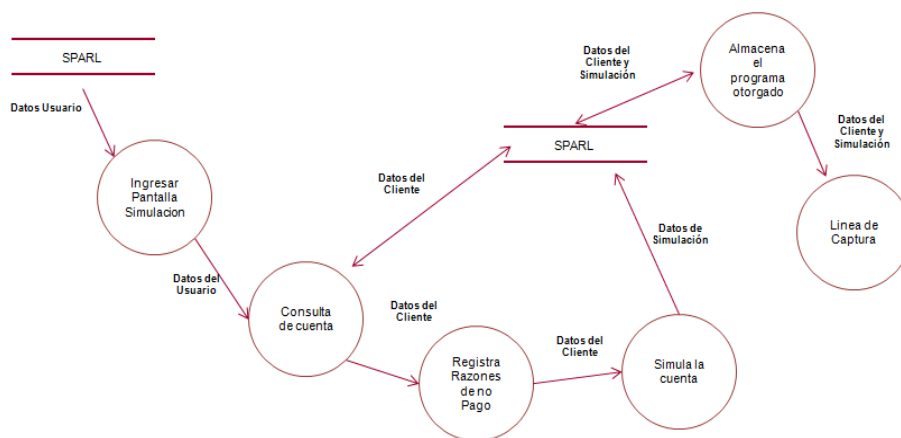 SPARL
Datos Usuario
Ingresar
Pantalla
Simulacion
Datos del
Usuario
Consulta
de cuenta
Datos del
Cliente
Datos del
Cliente
Registra
Razones
de no
Pago
Datos del
Cliente
Simula la
cuenta
Datos de
Simulación
SPARL
Datos del
Cliente y
Simulación
Almacena
el
programa
otorgado
Datos del
Cliente y
Simulación
Linea de
Captura